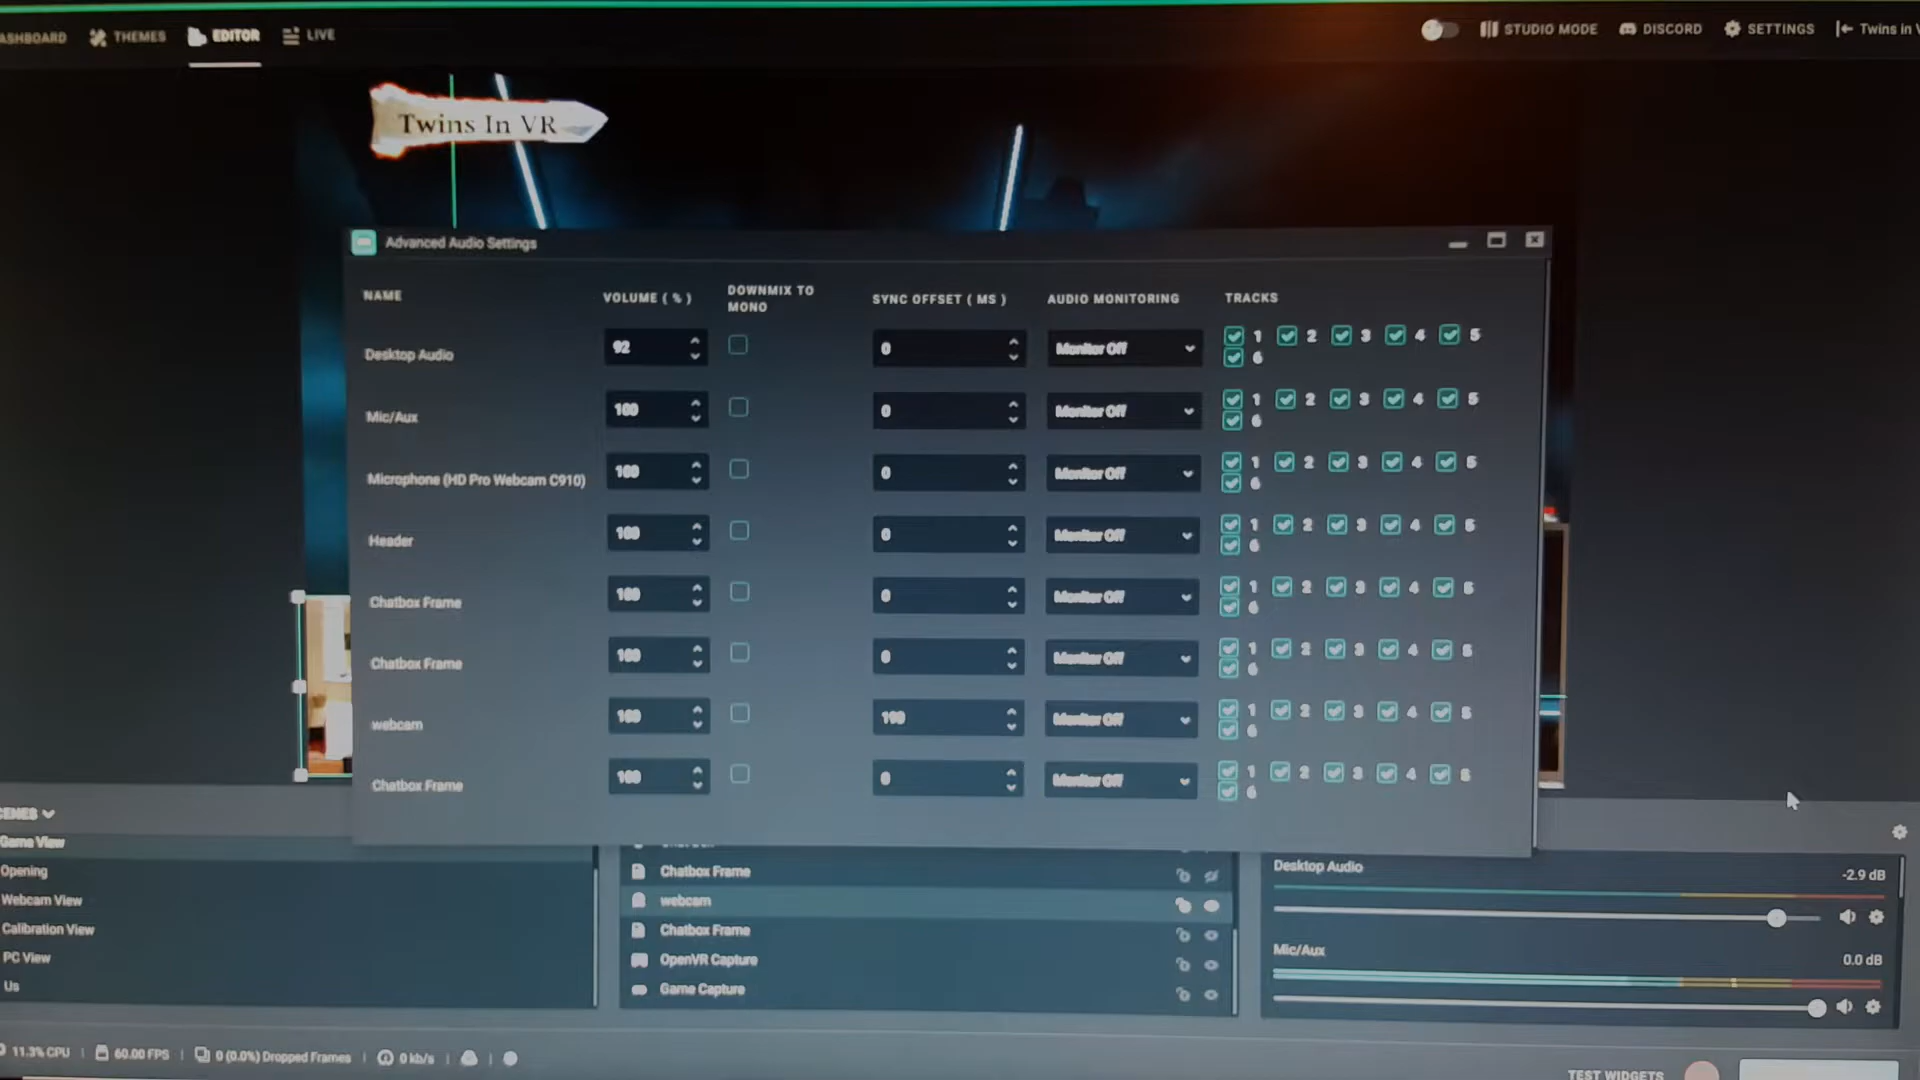 ASHBOARD THEMES EDITOR LIVE STUDIO MODE DISCORD SETTINGS Twins in V
Twins In VR
Advanced Audio Settings
NAME VOLUME ( % ) DOWNMIX TO MONO SYNC OFFSET ( MS ) AUDIO MONITORING TRACKS
Desktop Audio 92 0 Monitor Off 1 2 3 4 5 6
Mic/Aux 100 0 Monitor Off 1 2 3 4 5 6
Microphone (HD Pro Webcam C910) 100 0 Monitor Off 1 2 3 4 5 6
Header 100 0 Monitor Off 1 2 3 4 5 6
Chatbox Frame 100 0 Monitor Off 1 2 3 4 5 6
Chatbox Frame 100 0 Monitor Off 1 2 3 4 5 6
webcam 100 Monitor Off 1 2 3 4 5 6
Chatbox Frame 100 0 Monitor Off 1 2 3 4 5 6
CENES
Game View
Opening
Webcam View
Calibration View
PC View
Us
Chatbox Frame
webcam
Chatbox Frame
OpenVR Capture
Game Capture
Desktop Audio -2.9 dB
Mic/Aux 0.0 dB
11.3% CPU 60.00 FPS 0 (0.0%) Dropped Frames 0 kb/s
TEST WIDGETS